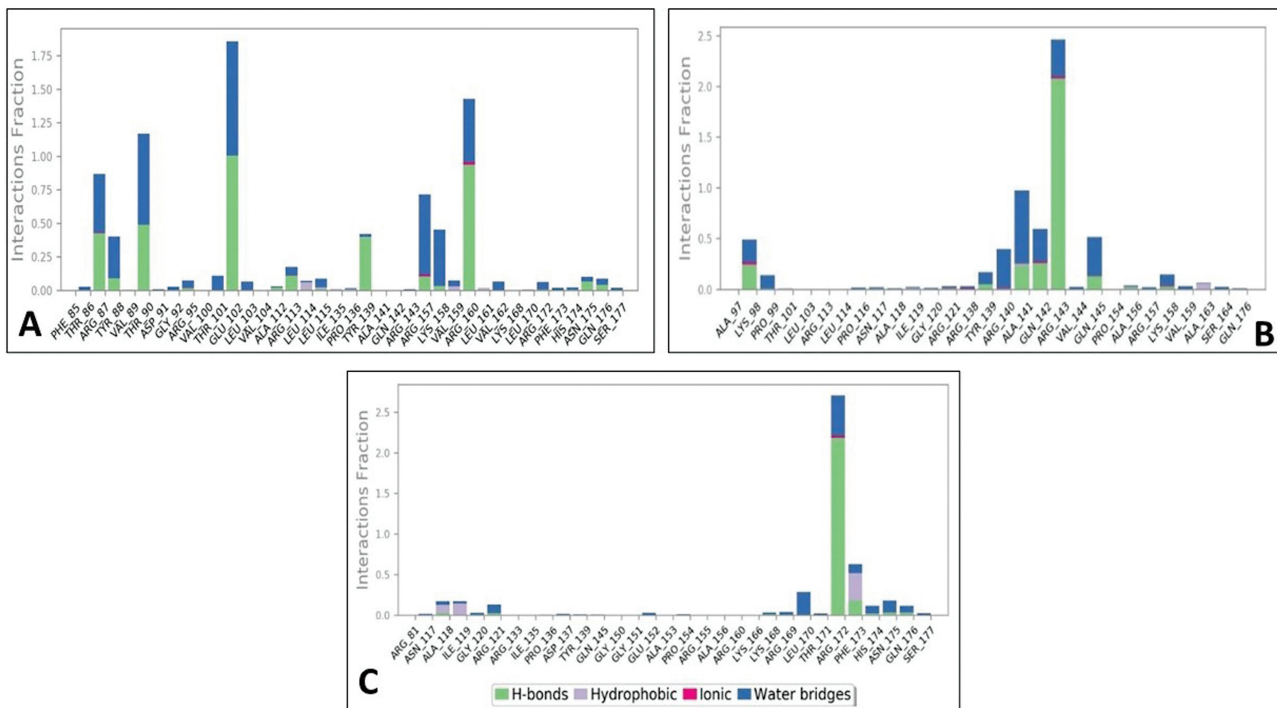 1.75
1.50
1.25
1.00
0.75
0.50
0.25
0.00
Interactions Fraction
PHE_85 THR_86 ARG_87 TYR_88 VAL_89 THR_90 ASP_91 GLY_92 ARG_95 VAL_100 THR_101 GLU_102 LEU_103 VAL_104 ALA_112 ARG_113 LEU_114 LEU_115 ILE_135 PRO_136 TYR_139 ALA_141 GLN_142 ARG_143 ARG_157 LYS_158 VAL_159 ARG_160 LEU_161 VAL_162 LYS_168 LEU_170 ARG_172 PHE_173 HIS_174 ASN_175 GLN_176 SER_177
A
2.5
2.0
1.5
1.0
0.5
0.0
Interactions Fraction
ALA_97 LYS_98 PRO_99 THR_101 LEU_103 ARG_113 LEU_114 PRO_116 ASN_117 ALA_118 ILE_119 GLY_120 ARG_121 ARG_138 TYR_139 ARG_140 ALA_141 GLN_142 ARG_143 VAL_144 GLN_145 PRO_154 ALA_156 ARG_157 LYS_158 VAL_159 ALA_163 SER_164 GLN_176
B
2.5
2.0
1.5
1.0
0.5
0.0
Interactions Fraction
ARG_81 ASN_117 ALA_118 ILE_119 GLY_120 ARG_121 ARG_133 ILE_135 PRO_136 ASP_137 TYR_139 GLN_145 GLY_150 GLY_151 GLU_152 ALA_153 PRO_154 ARG_155 ALA_156 ARG_160 LYS_166 LYS_168 ARG_169 LEU_170 THR_171 ARG_172 PHE_173 HIS_174 ASN_175 GLN_176 SER_177
C
H-bonds Hydrophobic Ionic Water bridges